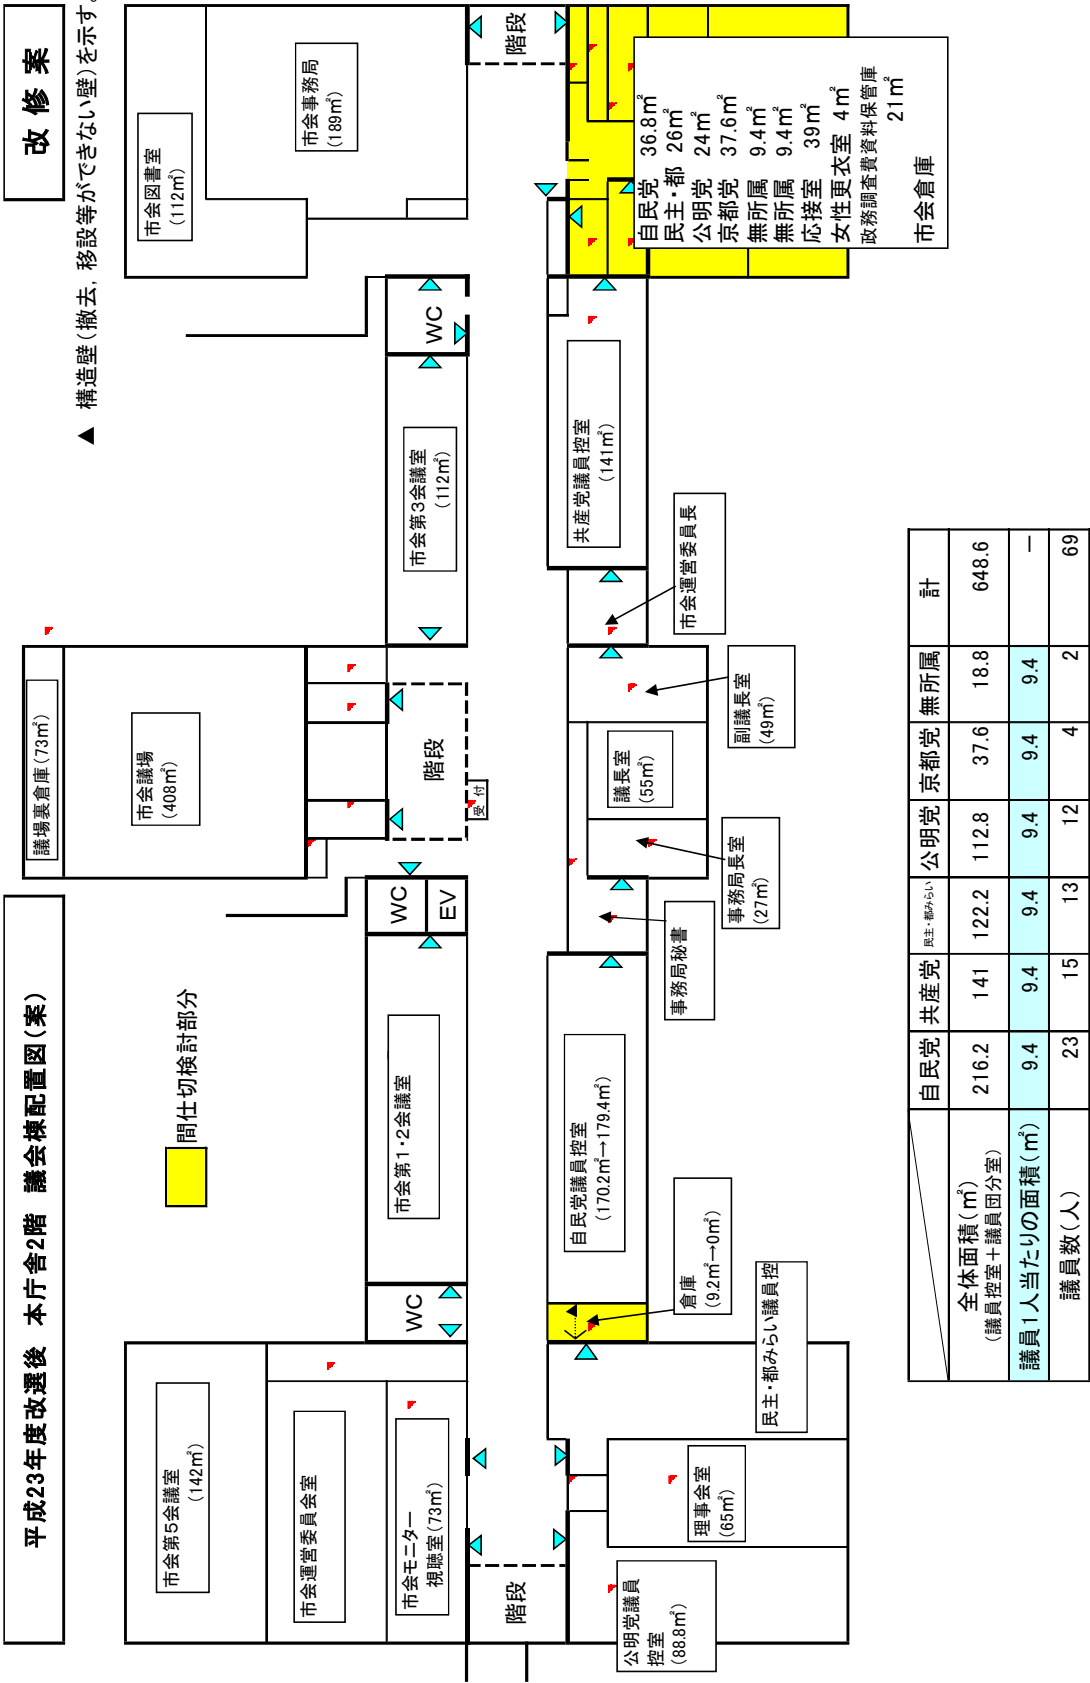 平成23年度改選後　本庁舎2階　議会棟配置図(案)
改 修 案
▲ 構造壁(撤去，移設等ができない壁)を示す。
間仕切検討部分
議場裏倉庫(73㎡)
市会議場
(408㎡)
市会図書室
(112㎡)
市会事務局
(189㎡)
市会第5会議室
(142㎡)
市会運営委員会室
市会モニター
視聴室(73㎡)
WC
市会第1・2会議室
WC
EV
階段
受付
市会第3会議室
(112㎡)
WC
階段
階段
公明党議員
控室
(88.8㎡)
理事会室
(65㎡)
民主・都みらい議員控
倉庫
(9.2㎡→0㎡)
自民党議員控室
(170.2㎡→179.4㎡)
事務局秘書
事務局長室
(27㎡)
議長室
(55㎡)
副議長室
(49㎡)
市会運営委員長
共産党議員控室
(141㎡)
自民党 36.8㎡
民主・都 26㎡
公明党 24㎡
京都党 37.6㎡
無所属 9.4㎡
無所属 9.4㎡
応接室 39㎡
女性更衣室 4㎡
政務調査費資料保管庫
21㎡
市会倉庫
自民党 共産党 民主・都みらい 公明党 京都党 無所属 計
全体面積(㎡)
(議員控室＋議員団分室)
216.2 141 122.2 112.8 37.6 18.8 648.6
議員1人当たりの面積(㎡) 9.4 9.4 9.4 9.4 9.4 9.4 －
議員数(人) 23 15 13 12 4 2 69